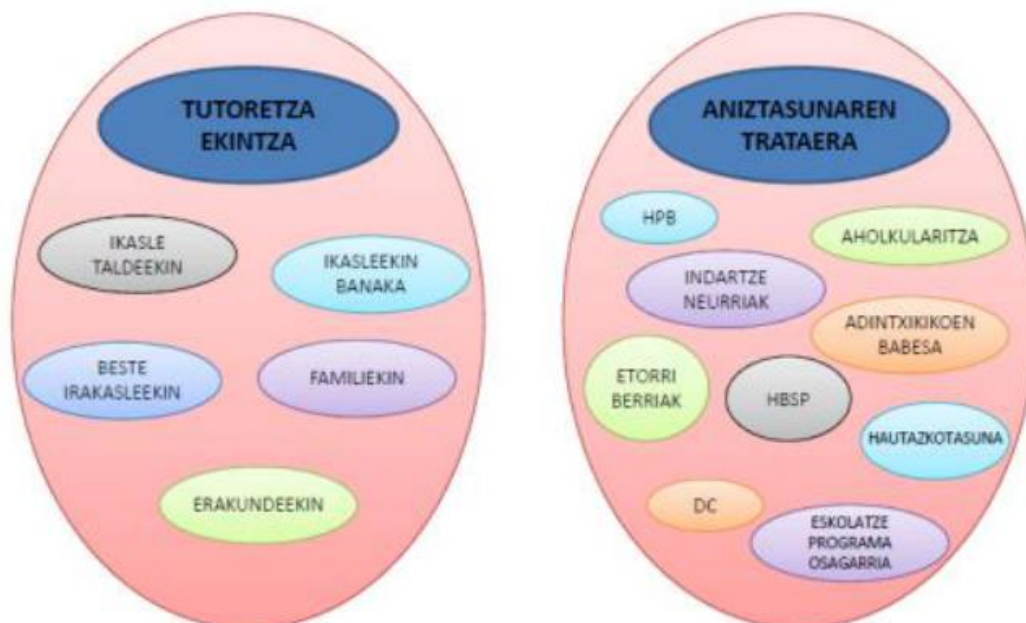 TUTORETZA
EKINTZA
IKASLE
TALDEEKIN
IKASLEEKIN
BANAKA
BESTE
IRAKASLEEKIN
FAMILIEKIN
ERAKUNDEEKIN
ANIZTASUNAREN
TRATAERA
HPB
AHOLKULARITZA
INDARTZE
NEURRIAK
ADINTXIKIKOEN
BABESA
ETORRI
BERRIAK
HBSP
HAUTAZKOTASUNA
DC
ESKOLATZE
PROGRAMA
OSAGARRIA